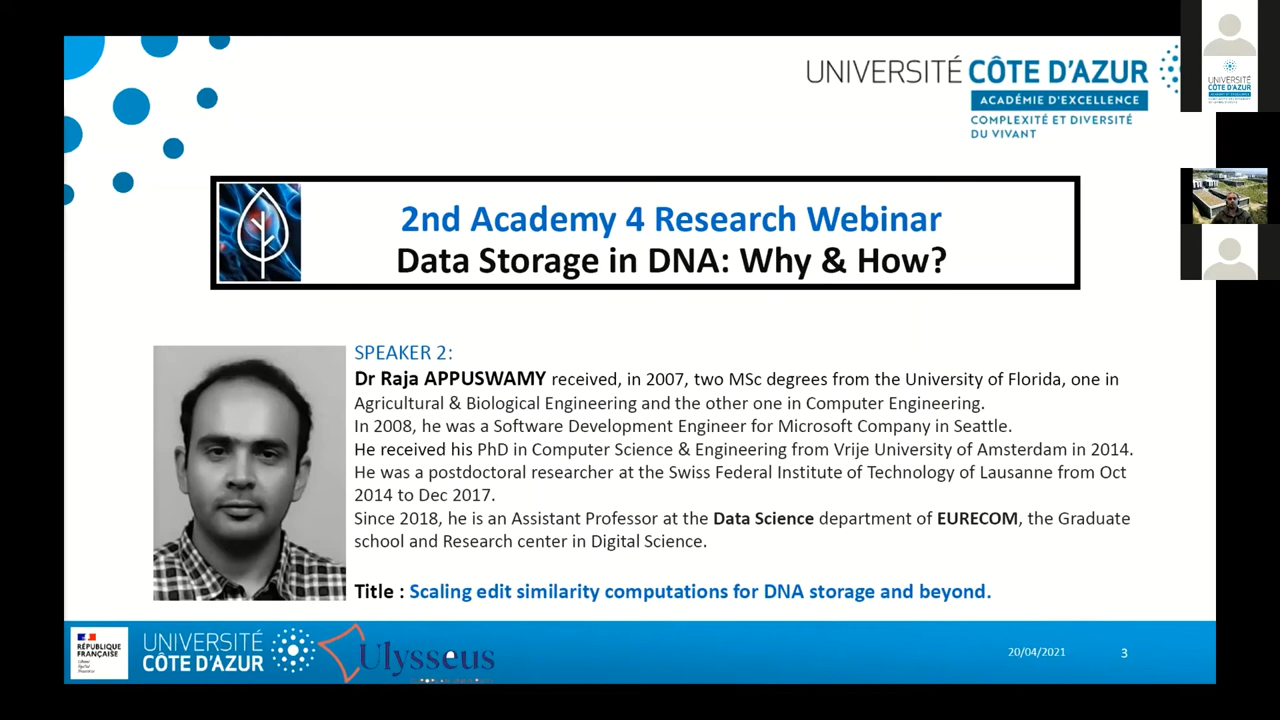 UNIVERSITÉ CÔTE D'AZUR
ACADÉMIE D'EXCELLENCE
COMPLEXITÉ ET DIVERSITÉ
DU VIVANT
UNIVERSITÉ
CÔTE D'AZUR
2nd Academy 4 Research Webinar
Data Storage in DNA: Why & How?
SPEAKER 2:
Dr Raja APPUSWAMY received, in 2007, two MSc degrees from the University of Florida, one in
Agricultural & Biological Engineering and the other one in Computer Engineering.
In 2008, he was a Software Development Engineer for Microsoft Company in Seattle.
He received his PhD in Computer Science & Engineering from Vrije University of Amsterdam in 2014.
He was a postdoctoral researcher at the Swiss Federal Institute of Technology of Lausanne from Oct
2014 to Dec 2017.
Since 2018, he is an Assistant Professor at the Data Science department of EURECOM, the Graduate
school and Research center in Digital Science.
Title : Scaling edit similarity computations for DNA storage and beyond.
RÉPUBLIQUE
FRANÇAISE
UNIVERSITÉ
CÔTE D'AZUR
Ulysseus
20/04/2021
3